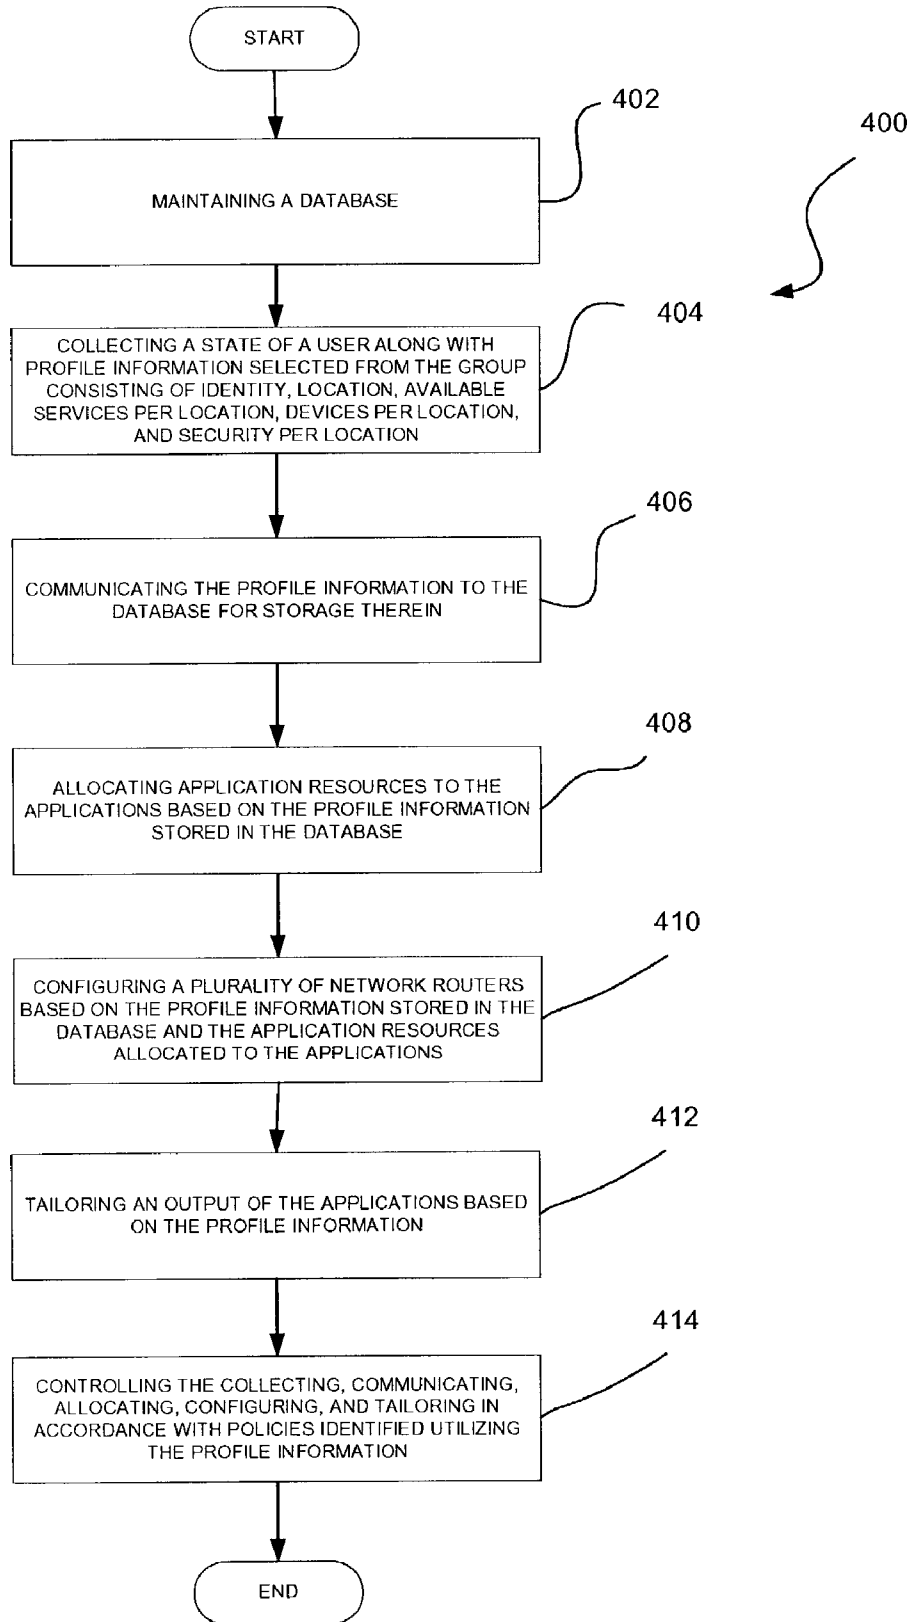 START
402
400
MAINTAINING A DATABASE
404
COLLECTING A STATE OF A USER ALONG WITH
PROFILE INFORMATION SELECTED FROM THE GROUP
CONSISTING OF IDENTITY, LOCATION, AVAILABLE
SERVICES PER LOCATION, DEVICES PER LOCATION,
AND SECURITY PER LOCATION
406
COMMUNICATING THE PROFILE INFORMATION TO THE
DATABASE FOR STORAGE THEREIN
408
ALLOCATING APPLICATION RESOURCES TO THE
APPLICATIONS BASED ON THE PROFILE INFORMATION
STORED IN THE DATABASE
410
CONFIGURING A PLURALITY OF NETWORK ROUTERS
BASED ON THE PROFILE INFORMATION STORED IN THE
DATABASE AND THE APPLICATION RESOURCES
ALLOCATED TO THE APPLICATIONS
412
TAILORING AN OUTPUT OF THE APPLICATIONS BASED
ON THE PROFILE INFORMATION
414
CONTROLLING THE COLLECTING, COMMUNICATING,
ALLOCATING, CONFIGURING, AND TAILORING IN
ACCORDANCE WITH POLICIES IDENTIFIED UTILIZING
THE PROFILE INFORMATION
END